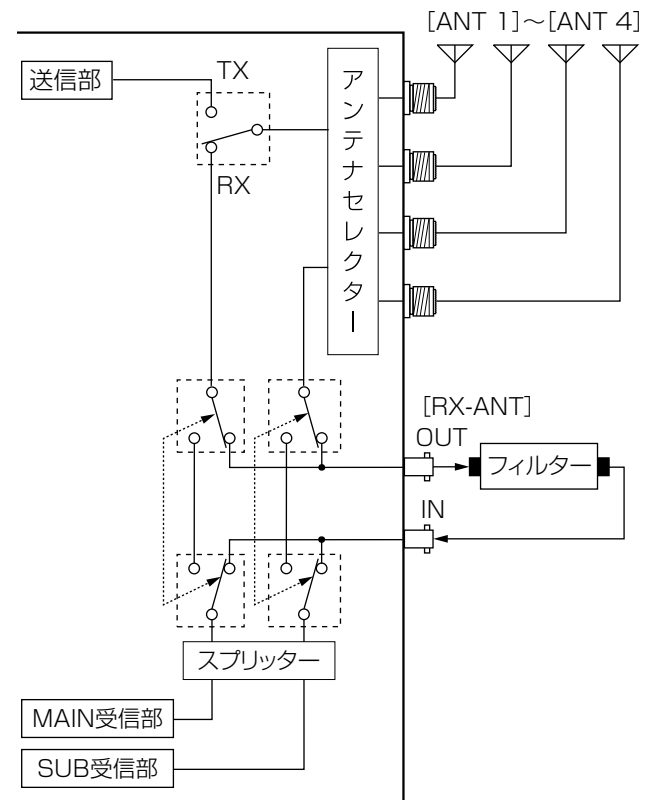 [ANT 1]～[ANT 4]
送信部
TX
アンテナセレクター
RX
[RX-ANT]
OUT
フィルター
IN
スプリッター
MAIN受信部
SUB受信部